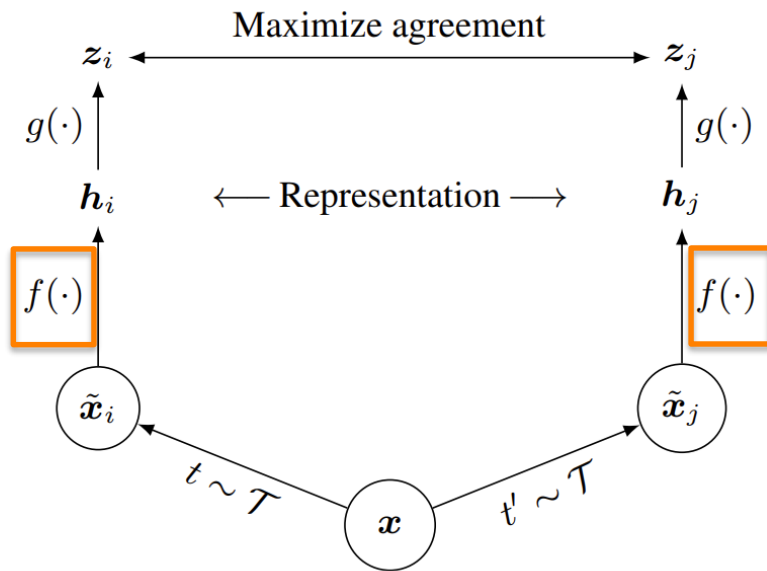 Maximize agreement
z_i z_j
g(·) g(·)
h_i ⟵ Representation ⟶ h_j
f(·) f(·)
x̃_i x̃_j
t ∼ 𝒯 t′ ∼ 𝒯
x